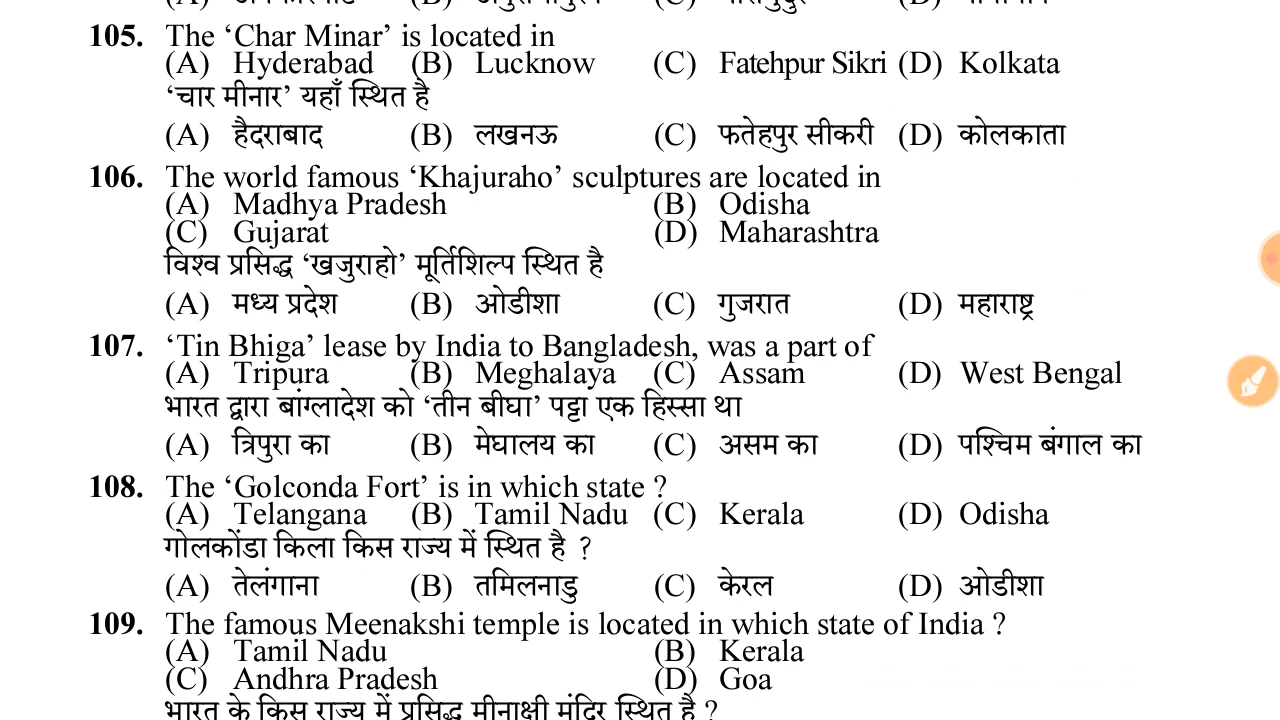 105. The ‘Char Minar’ is located in
(A) Hyderabad (B) Lucknow (C) Fatehpur Sikri (D) Kolkata
‘चार मीनार’ यहाँ स्थित है
(A) हैदराबाद (B) लखनऊ (C) फतेहपुर सीकरी (D) कोलकाता
106. The world famous ‘Khajuraho’ sculptures are located in
(A) Madhya Pradesh (B) Odisha
(C) Gujarat (D) Maharashtra
विश्व प्रसिद्ध ‘खजुराहो’ मूर्तिशिल्प स्थित है
(A) मध्य प्रदेश (B) ओडीशा (C) गुजरात (D) महाराष्ट्र
107. ‘Tin Bhiga’ lease by India to Bangladesh, was a part of
(A) Tripura (B) Meghalaya (C) Assam (D) West Bengal
भारत द्वारा बांग्लादेश को ‘तीन बीघा’ पट्टा एक हिस्सा था
(A) त्रिपुरा का (B) मेघालय का (C) असम का (D) पश्चिम बंगाल का
108. The ‘Golconda Fort’ is in which state ?
(A) Telangana (B) Tamil Nadu (C) Kerala (D) Odisha
गोलकोंडा किला किस राज्य में स्थित है ?
(A) तेलंगाना (B) तमिलनाडु (C) केरल (D) ओडीशा
109. The famous Meenakshi temple is located in which state of India ?
(A) Tamil Nadu (B) Kerala
(C) Andhra Pradesh (D) Goa
भारत के किस राज्य में प्रसिद्ध मीनाक्षी मंदिर स्थित है ?